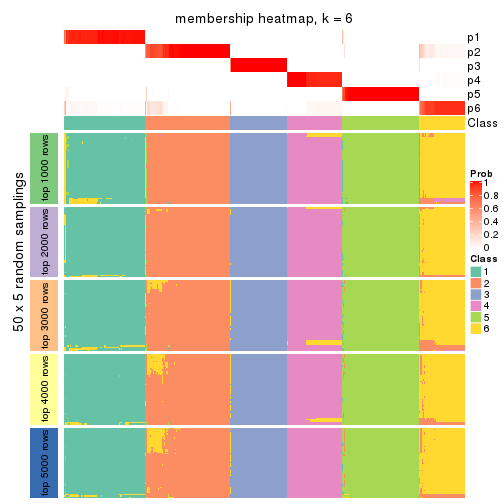 membership heatmap, k = 6
p1
p2
p3
p4
p5
p6
Class
50 x 5 random samplings
top 1000 rows
top 2000 rows
top 3000 rows
top 4000 rows
top 5000 rows
Prob
1
0.8
0.6
0.4
0.2
0
Class
1
2
3
4
5
6